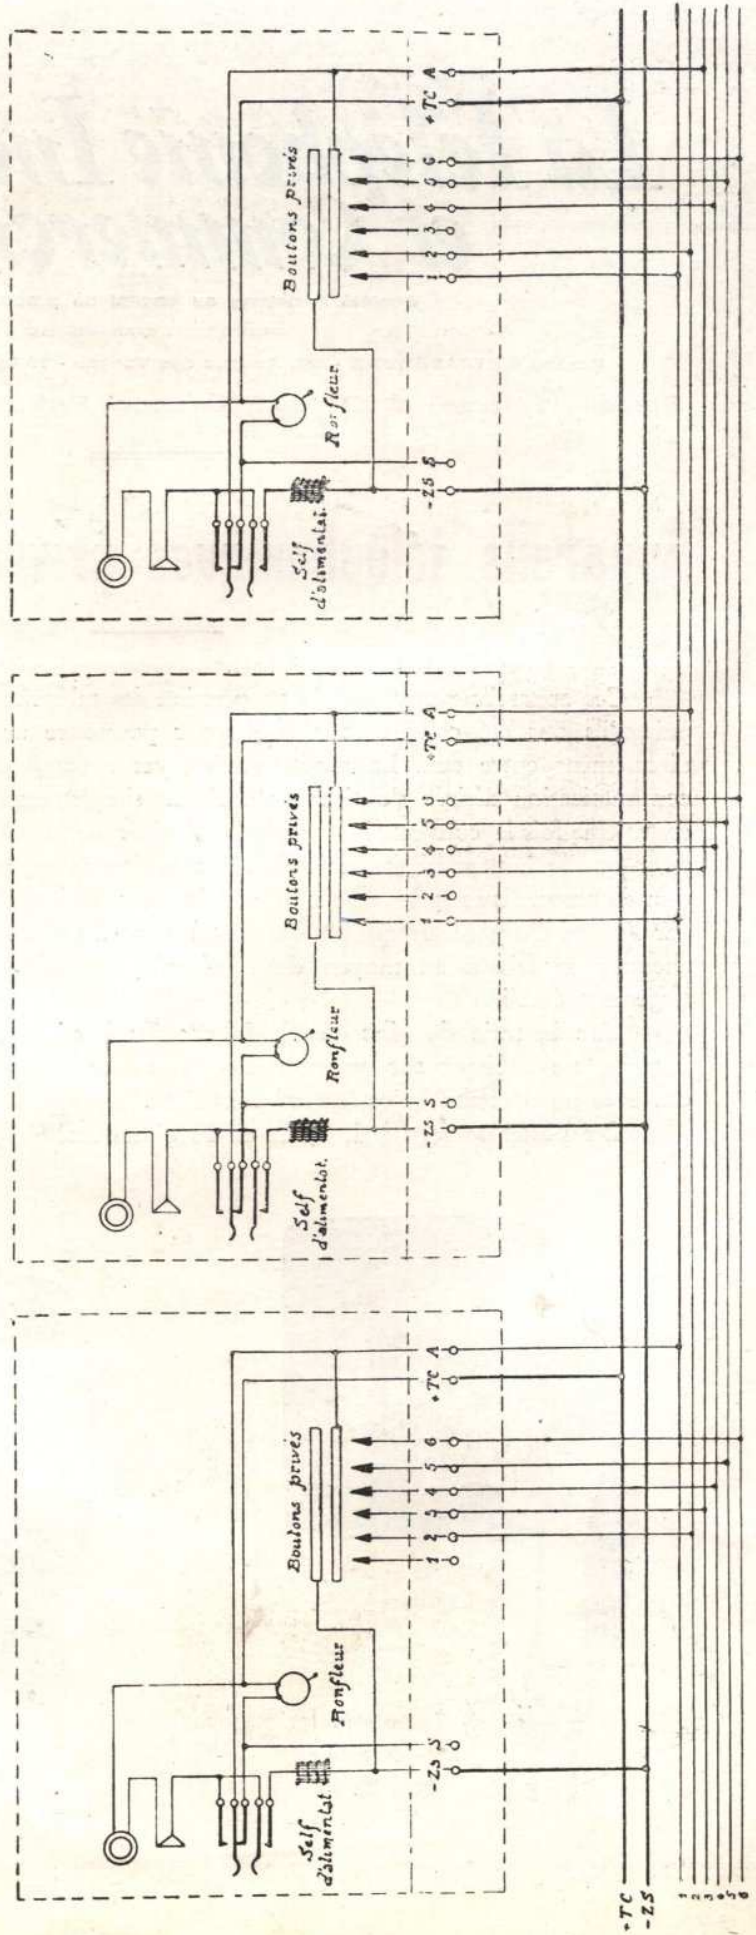 Self
d'alimentat.
Ronfleur
Boutons privés
-ZS S 1 2 3 4 5 6 +TC A
Self
d'alimentat.
Ronfleur
Boutons privés
-ZS S 1 2 3 4 5 6 +TC A
Self
d'alimentat.
Ronfleur
Boutons privés
-ZS S 1 2 3 4 5 6 +TC A
+TC
-ZS
1
2
3
4
5
6